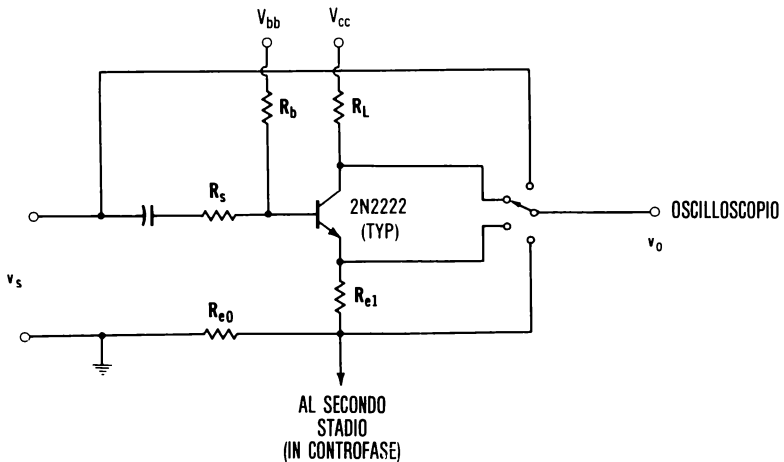 V_bb
V_cc
R_b
R_L
R_s
2N2222
(TYP)
OSCILLOSCOPIO
v_o
v_s
R_e1
R_e0
AL SECONDO
STADIO
(IN CONTROFASE)